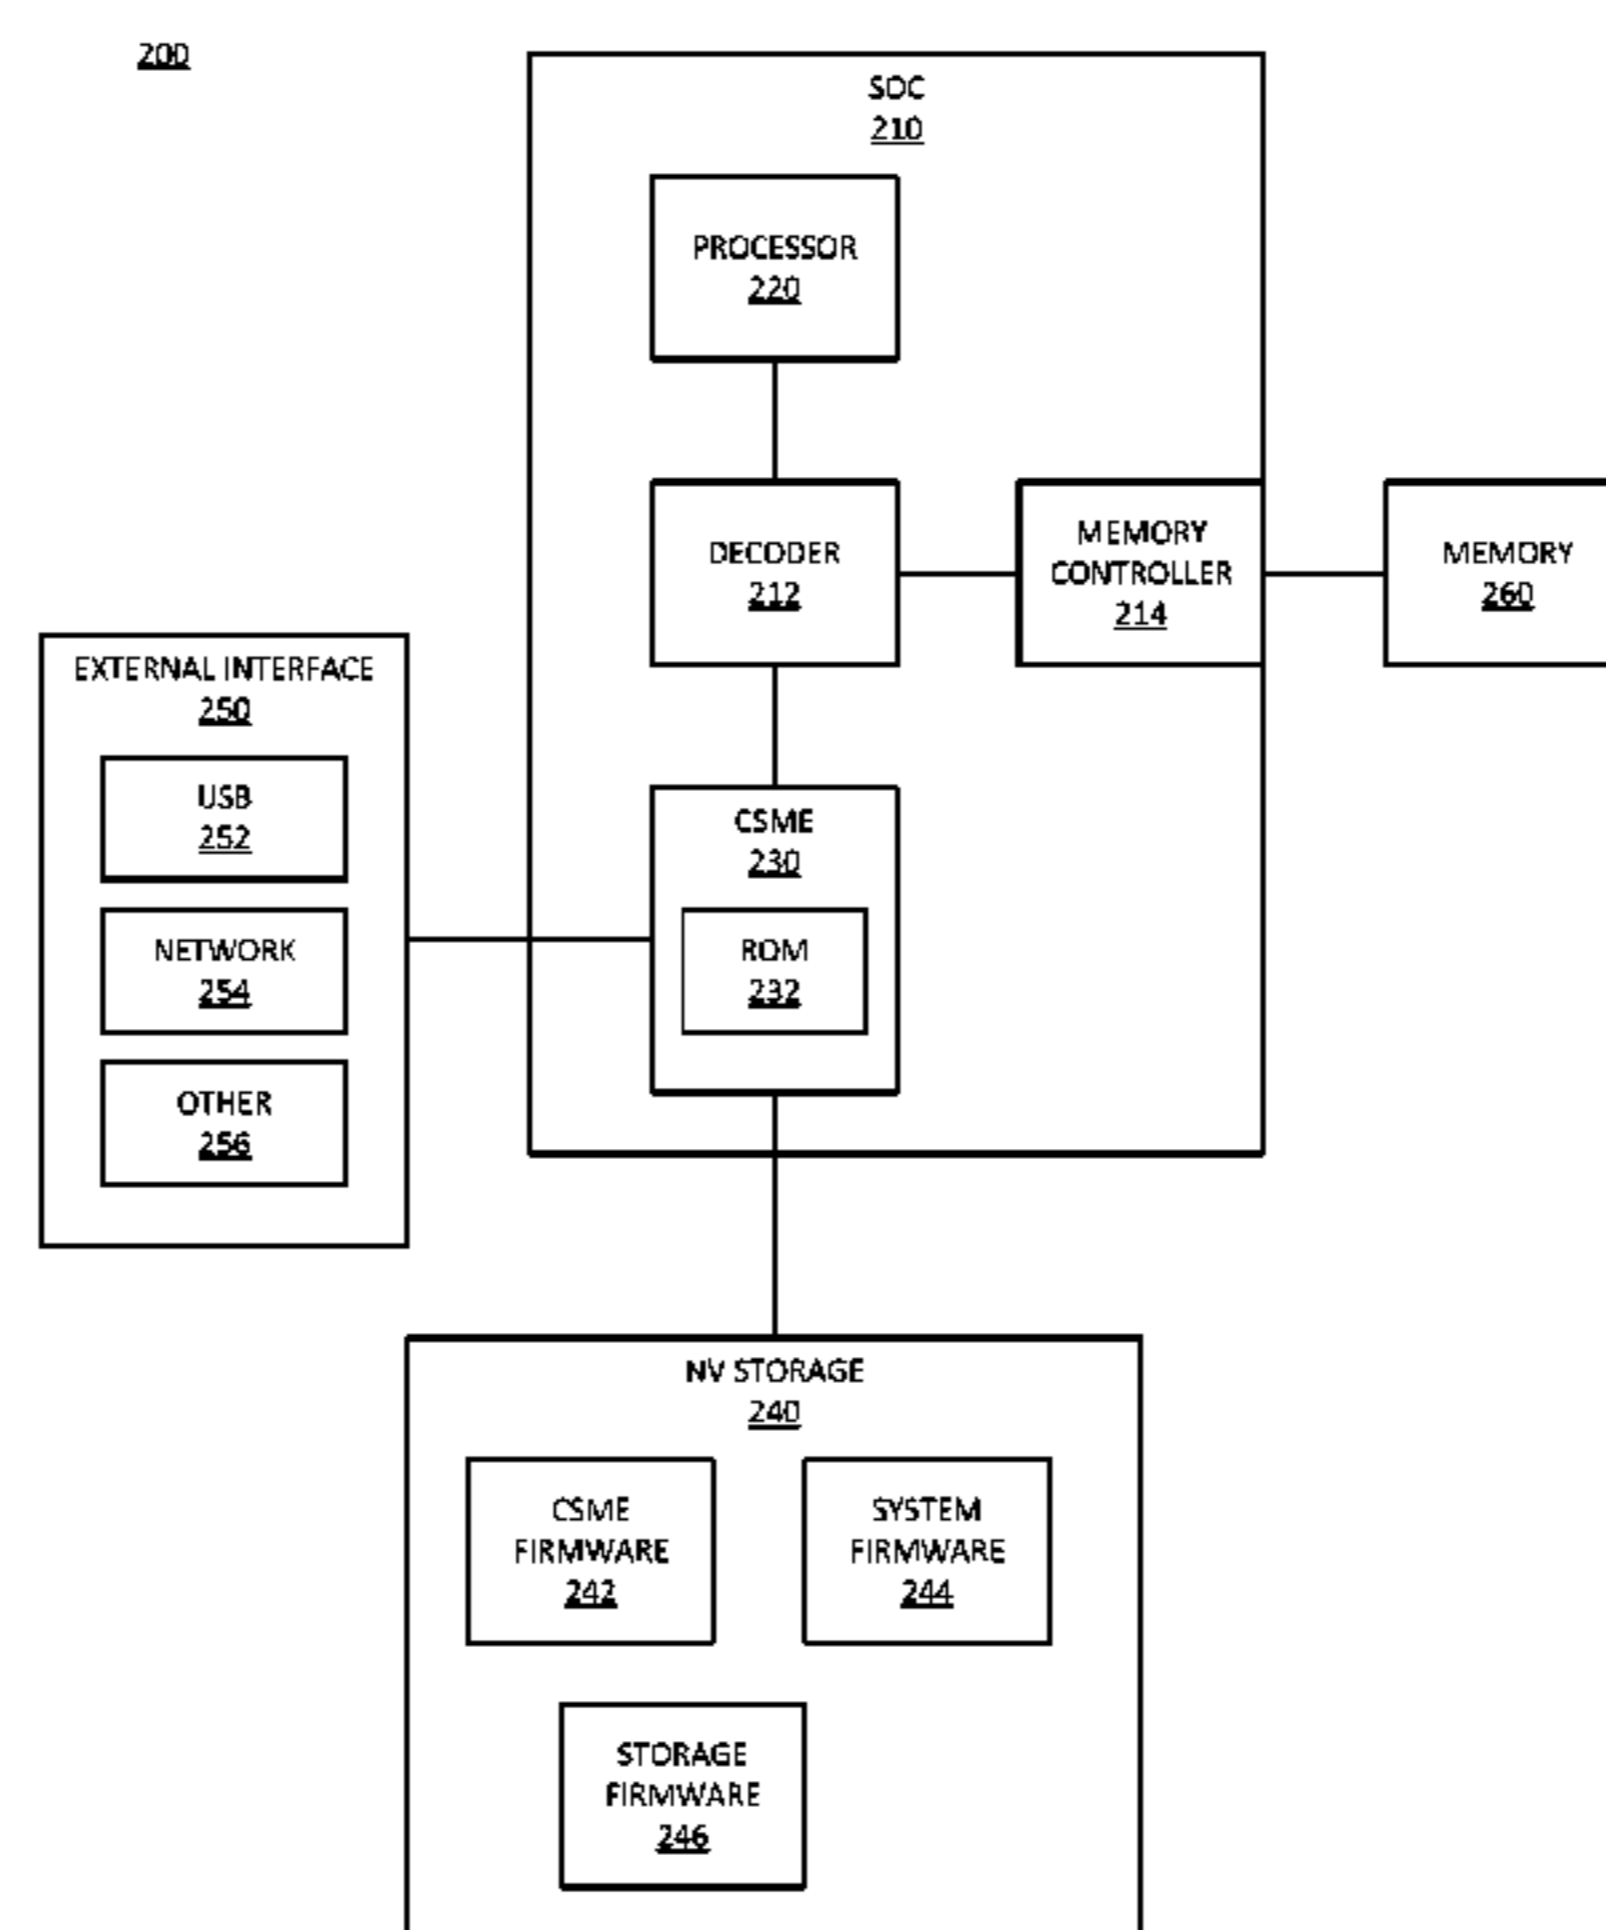 200
SOC
210
PROCESSOR
220
DECODER
212
MEMORY
CONTROLLER
214
MEMORY
260
EXTERNAL INTERFACE
250
USB
252
NETWORK
254
OTHER
256
CSME
230
ROM
232
NV STORAGE
240
CSME
FIRMWARE
242
SYSTEM
FIRMWARE
244
STORAGE
FIRMWARE
246